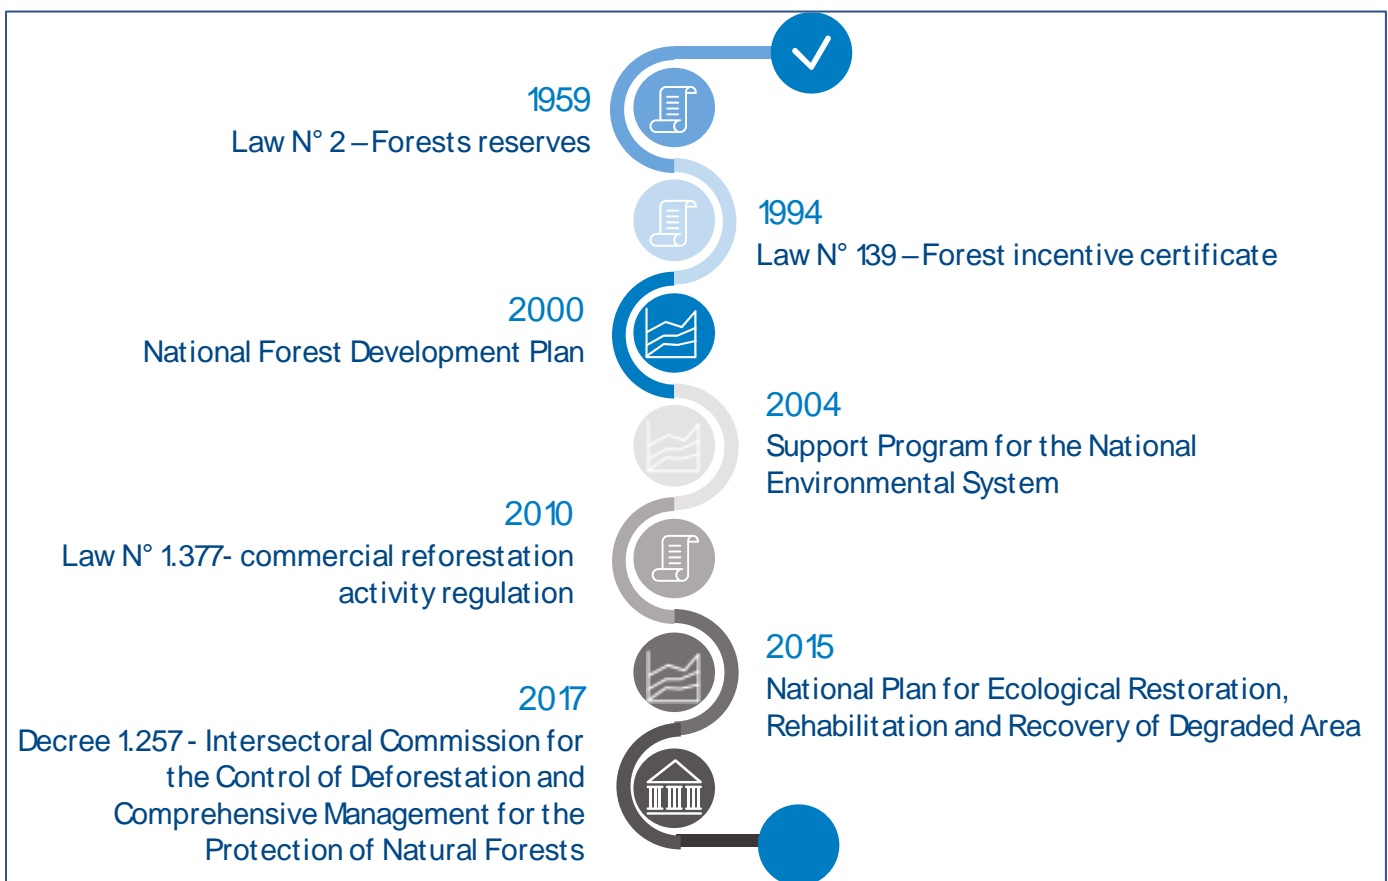 1959
Law N° 2 – Forests reserves
1994
Law N° 139 – Forest incentive certificate
2000
National Forest Development Plan
2004
Support Program for the National
Environmental System
2010
Law N° 1.377- commercial reforestation
activity regulation
2015
National Plan for Ecological Restoration,
Rehabilitation and Recovery of Degraded Area
2017
Decree 1.257 - Intersectoral Commission for
the Control of Deforestation and
Comprehensive Management for the
Protection of Natural Forests